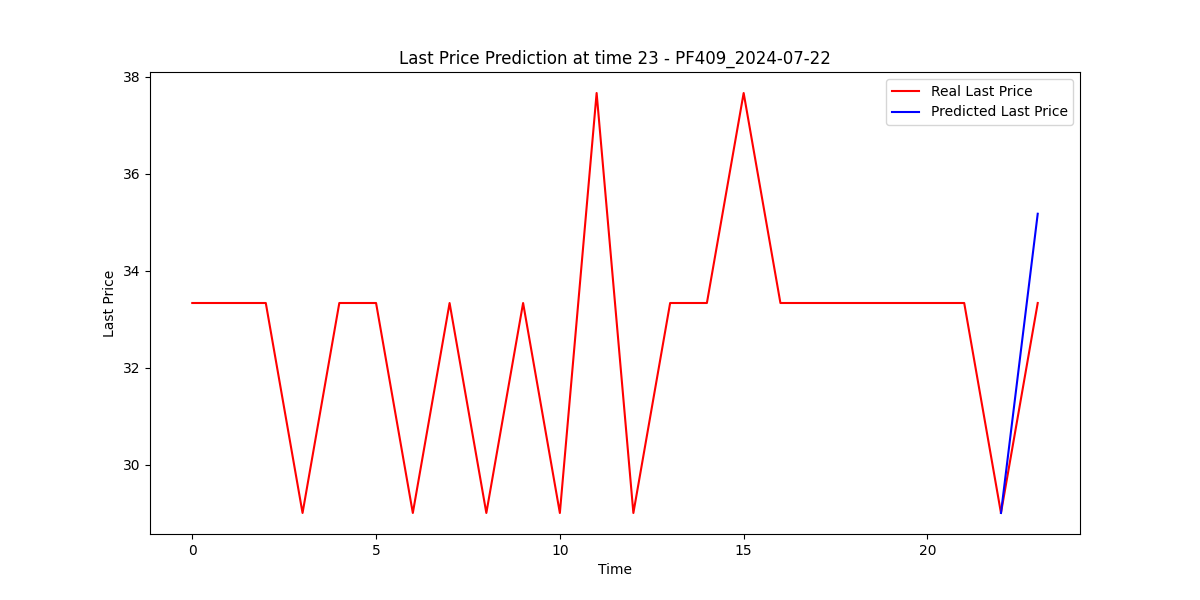 Last Price Prediction at time 23 - PF409_2024-07-22
Real Last Price
Predicted Last Price
Last Price
38
36
34
32
30
0 5 10 15 20
Time